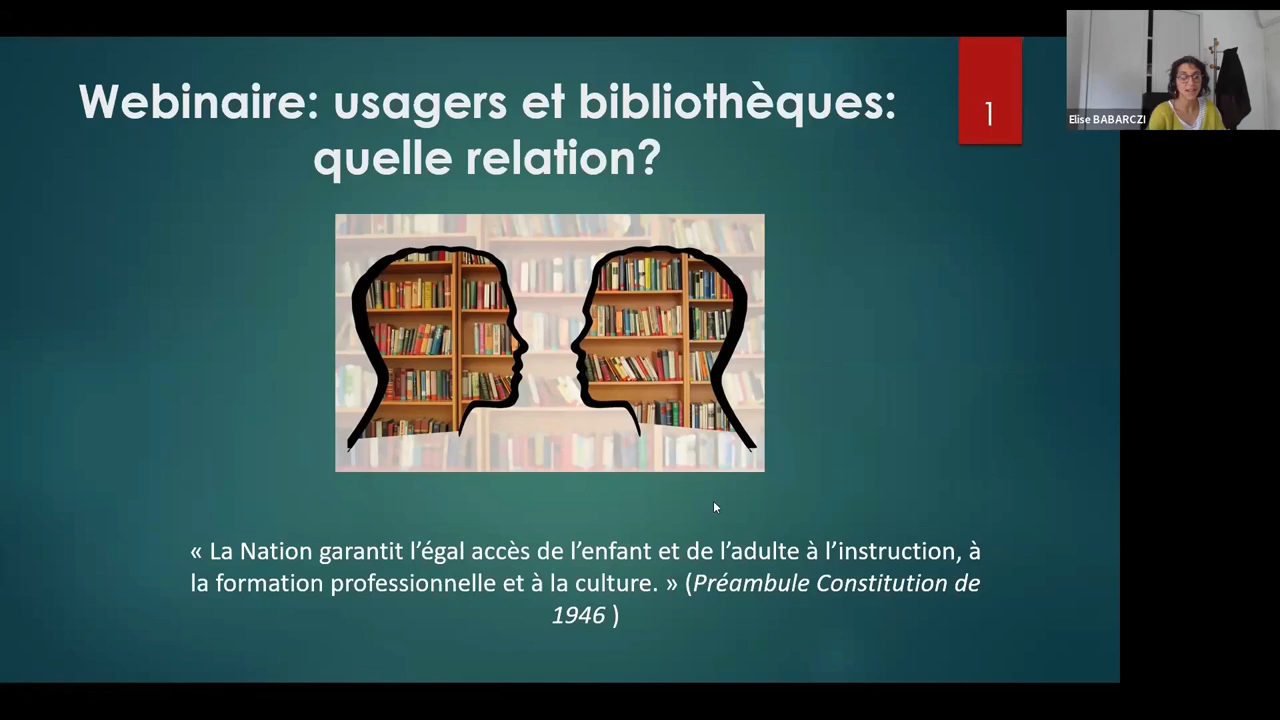 Webinaire: usagers et bibliothèques:
quelle relation?
1
Elise BABARCZI
« La Nation garantit l’égal accès de l’enfant et de l’adulte à l’instruction, à
la formation professionnelle et à la culture. » (Préambule Constitution de
1946 )